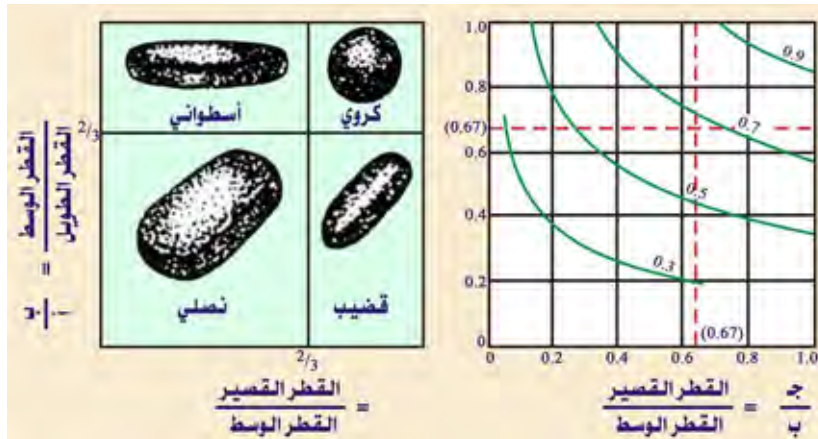 أسطواني
كروي
2/3
نصلي
قضيب
2/3
ب / أ = القطر الوسط / القطر الطويل
= القطر القصير / القطر الوسط
1.0
0.8
(0.67)
0.6
0.4
0.2
0
0.9
0.7
0.5
0.3
(0.67)
0 0.2 0.4 0.6 0.8 1.0
جـ / ب = القطر القصير / القطر الوسط